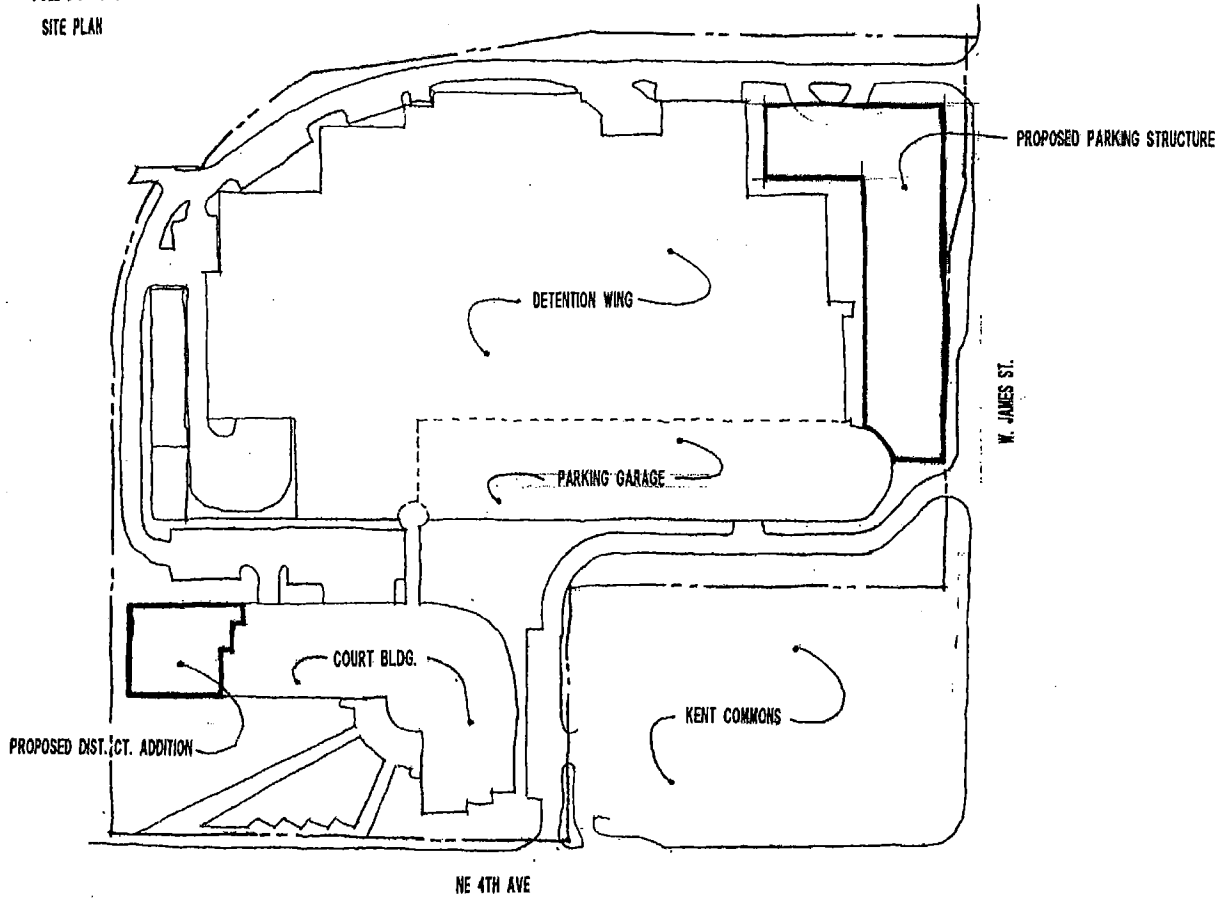 SITE PLAN
PROPOSED PARKING STRUCTURE
DETENTION WING
W. JAMES ST.
PARKING GARAGE
COURT BLDG.
KENT COMMONS
PROPOSED DIST. CT. ADDITION
NE 4TH AVE